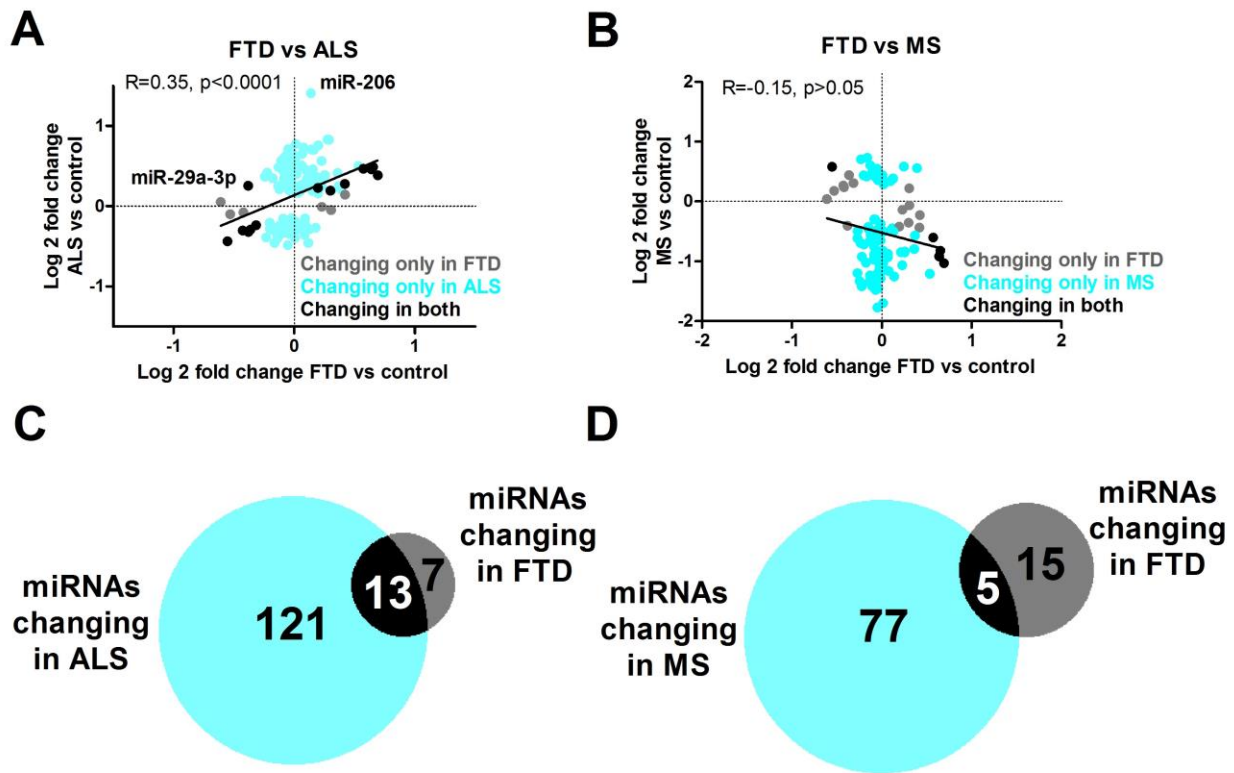 A
FTD vs ALS
R=0.35, p<0.0001
miR-206
miR-29a-3p
Log 2 fold change
ALS vs control
1
0
-1
Changing only in FTD
Changing only in ALS
Changing in both
-1
0
1
Log 2 fold change FTD vs control
B
FTD vs MS
R=-0.15, p>0.05
Log 2 fold change
MS vs control
2
1
0
-1
-2
Changing only in FTD
Changing only in MS
Changing in both
-2
-1
0
1
2
Log 2 fold change FTD vs control
C
miRNAs
changing
in ALS
121
13
7
miRNAs
changing
in FTD
D
miRNAs
changing
in MS
77
5
15
miRNAs
changing
in FTD